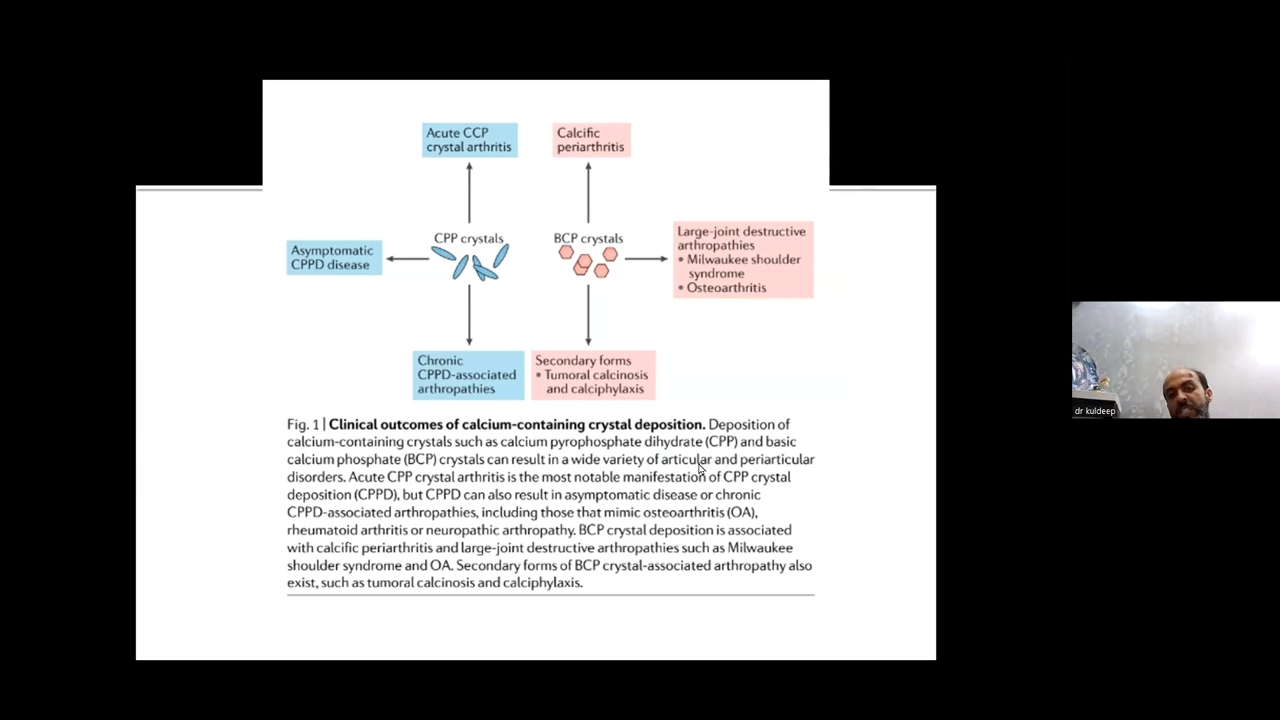 Acute CCP
crystal arthritis
Calcific
periarthritis
CPP crystals
BCP crystals
Asymptomatic
CPPD disease
Large-joint destructive
arthropathies
• Milwaukee shoulder
syndrome
• Osteoarthritis
Chronic
CPPD-associated
arthropathies
Secondary forms
• Tumoral calcinosis
and calciphylaxis
Fig. 1 | Clinical outcomes of calcium-containing crystal deposition. Deposition of
calcium-containing crystals such as calcium pyrophosphate dihydrate (CPP) and basic
calcium phosphate (BCP) crystals can result in a wide variety of articular and periarticular
disorders. Acute CPP crystal arthritis is the most notable manifestation of CPP crystal
deposition (CPPD), but CPPD can also result in asymptomatic disease or chronic
CPPD-associated arthropathies, including those that mimic osteoarthritis (OA),
rheumatoid arthritis or neuropathic arthropathy. BCP crystal deposition is associated
with calcific periarthritis and large-joint destructive arthropathies such as Milwaukee
shoulder syndrome and OA. Secondary forms of BCP crystal-associated arthropathy also
exist, such as tumoral calcinosis and calciphylaxis.
dr kuldeep